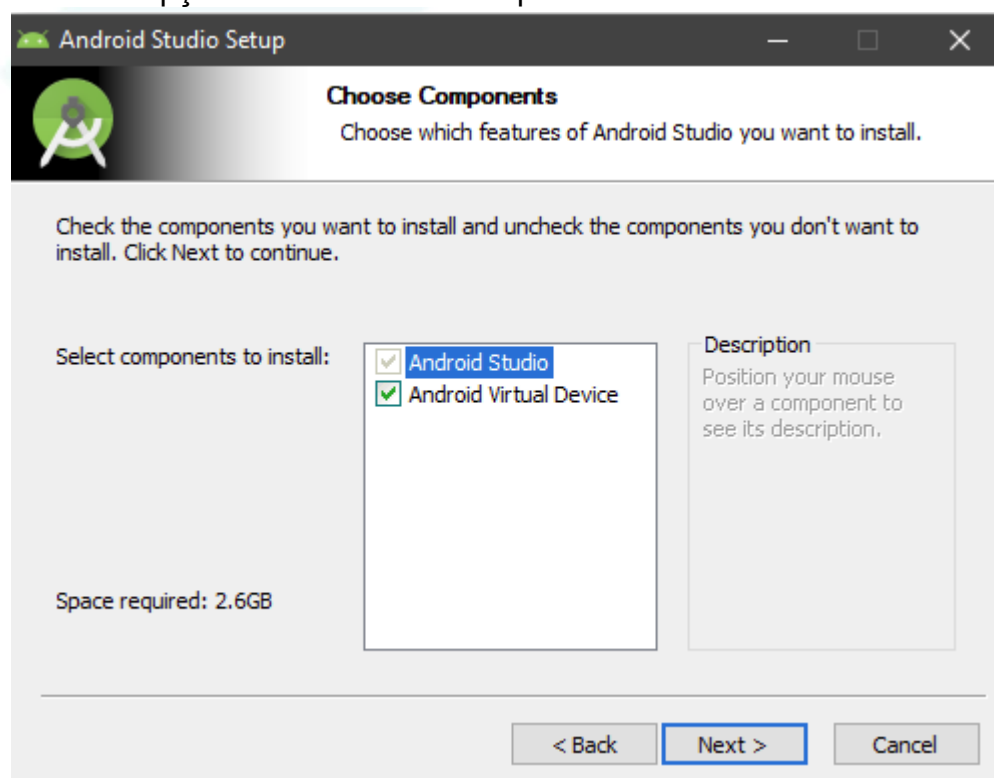 Android Studio Setup
Choose Components
Choose which features of Android Studio you want to install.
Check the components you want to install and uncheck the components you don't want to
install. Click Next to continue.
Select components to install:
Android Studio
Android Virtual Device
Description
Position your mouse
over a component to
see its description.
Space required: 2.6GB
< Back
Next >
Cancel